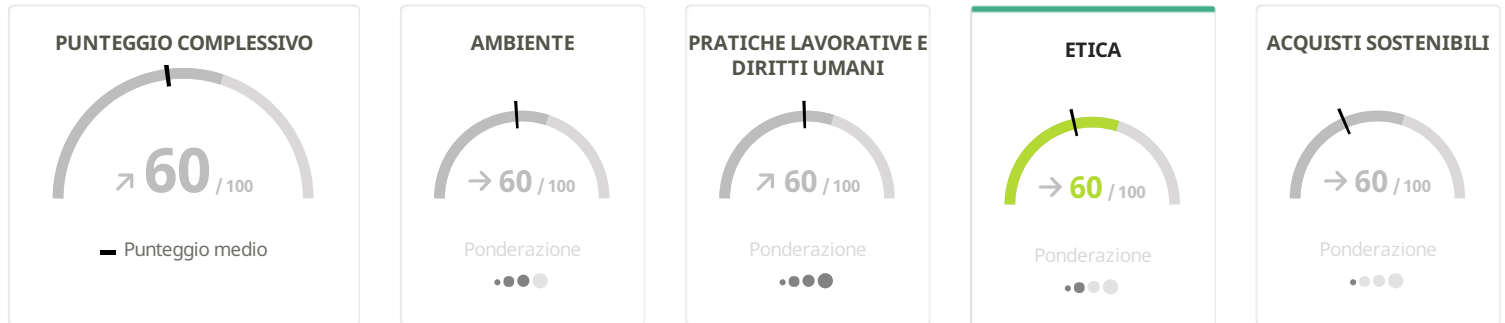 PUNTEGGIO COMPLESSIVO
60 / 100
Punteggio medio
AMBIENTE
60 / 100
Ponderazione
PRATICHE LAVORATIVE E
DIRITTI UMANI
60 / 100
Ponderazione
ETICA
60 / 100
Ponderazione
ACQUISTI SOSTENIBILI
60 / 100
Ponderazione